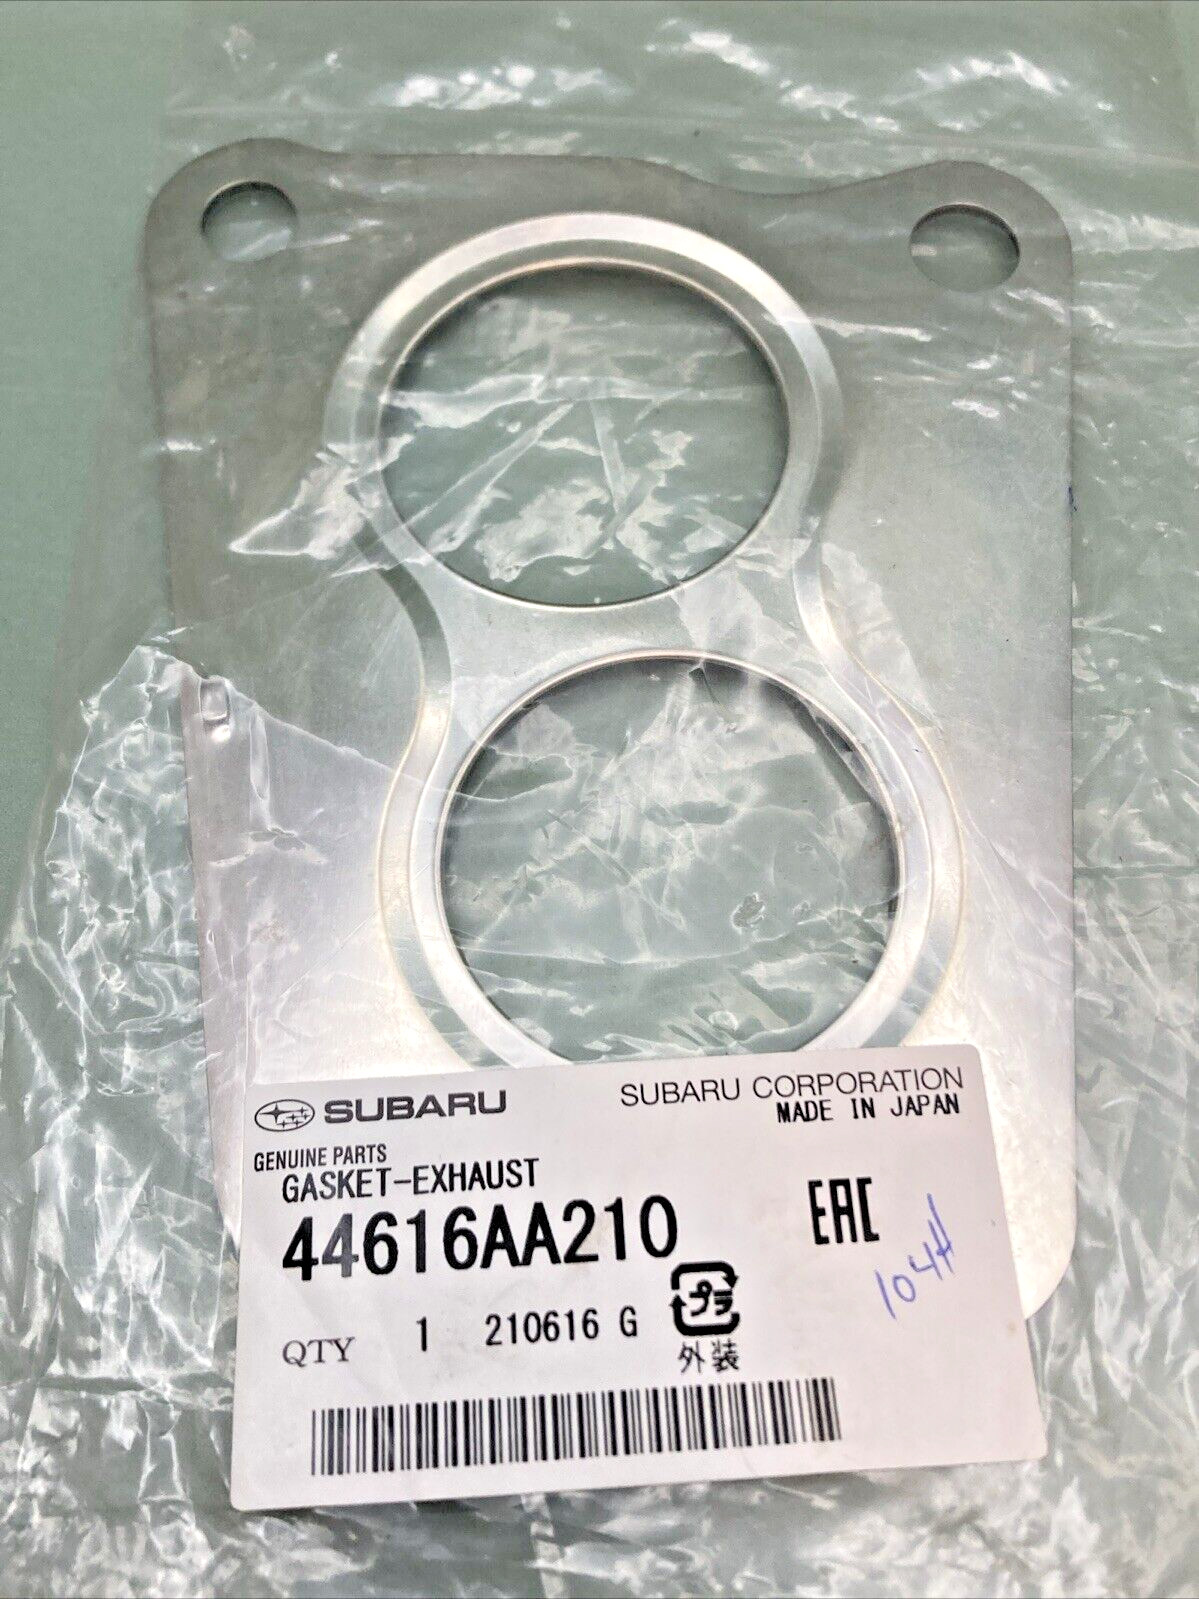 SUBARU
SUBARU CORPORATION
MADE IN JAPAN
GENUINE PARTS
GASKET-EXHAUST
44616AA210
EAC
104H
QTY 1 210616 G
プラ
外装